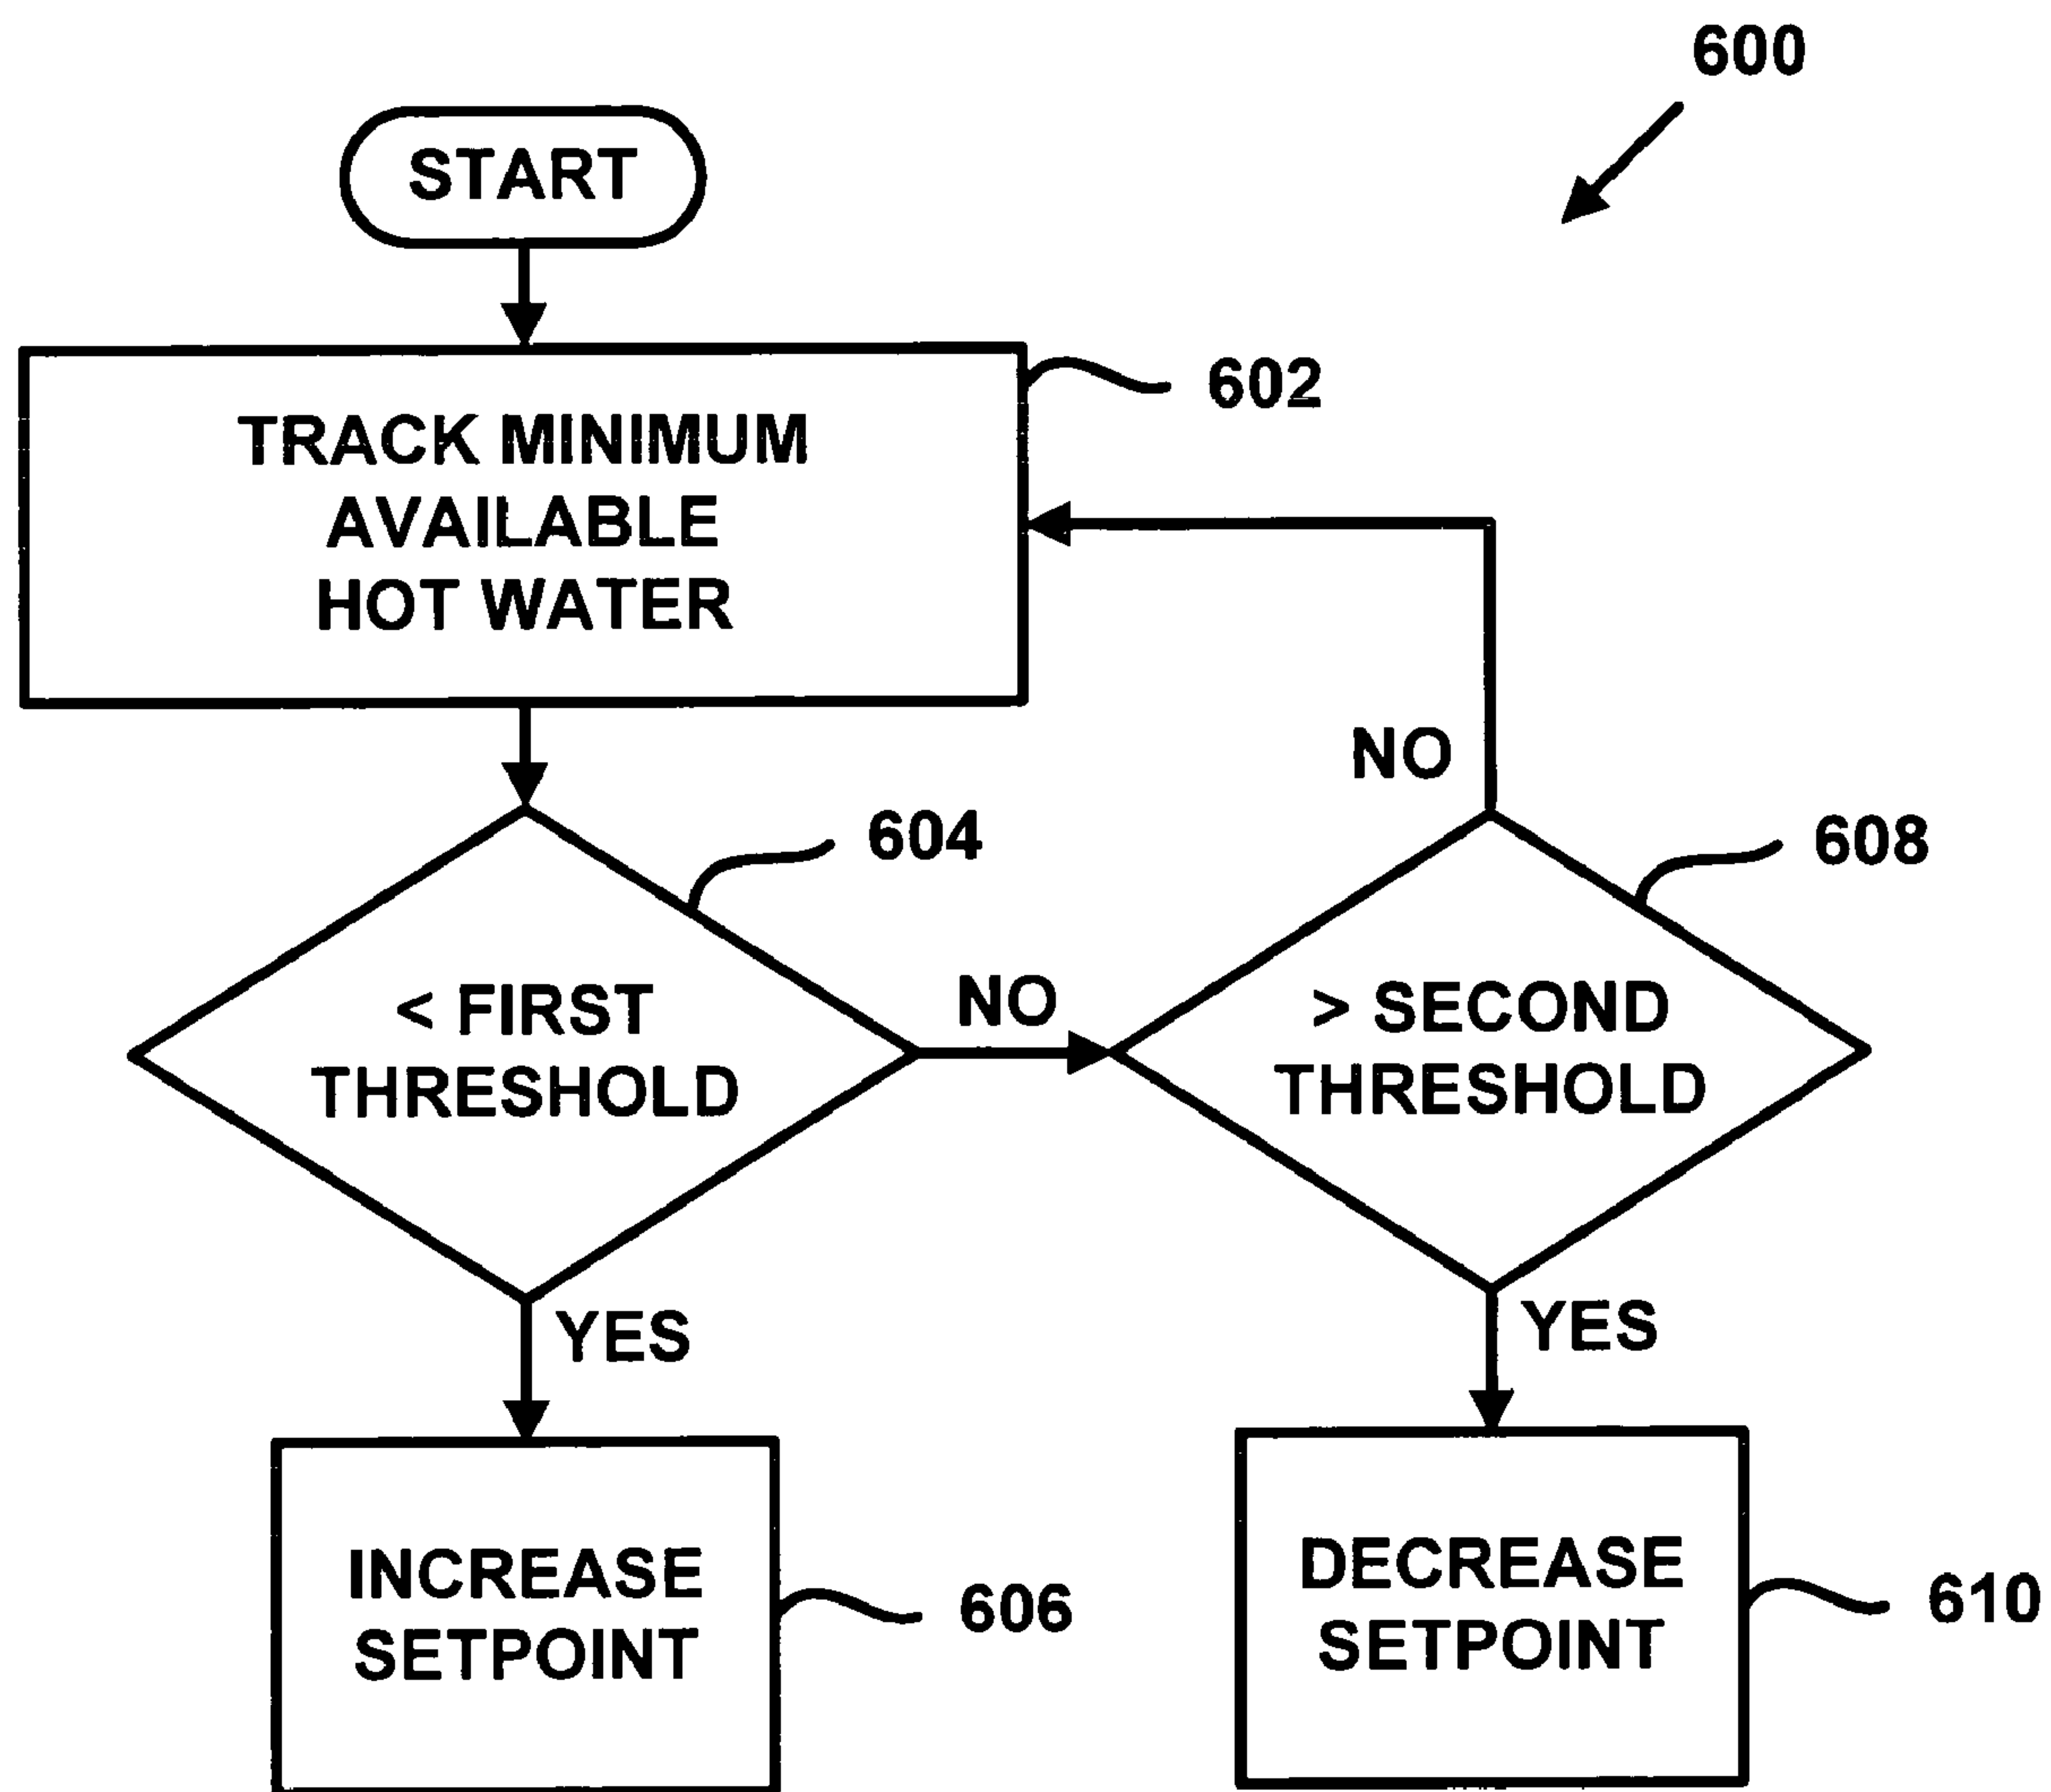 600
START
TRACK MINIMUM
AVAILABLE
HOT WATER
602
NO
604
608
< FIRST
THRESHOLD
NO
> SECOND
THRESHOLD
YES
YES
INCREASE
SETPOINT
606
DECREASE
SETPOINT
610